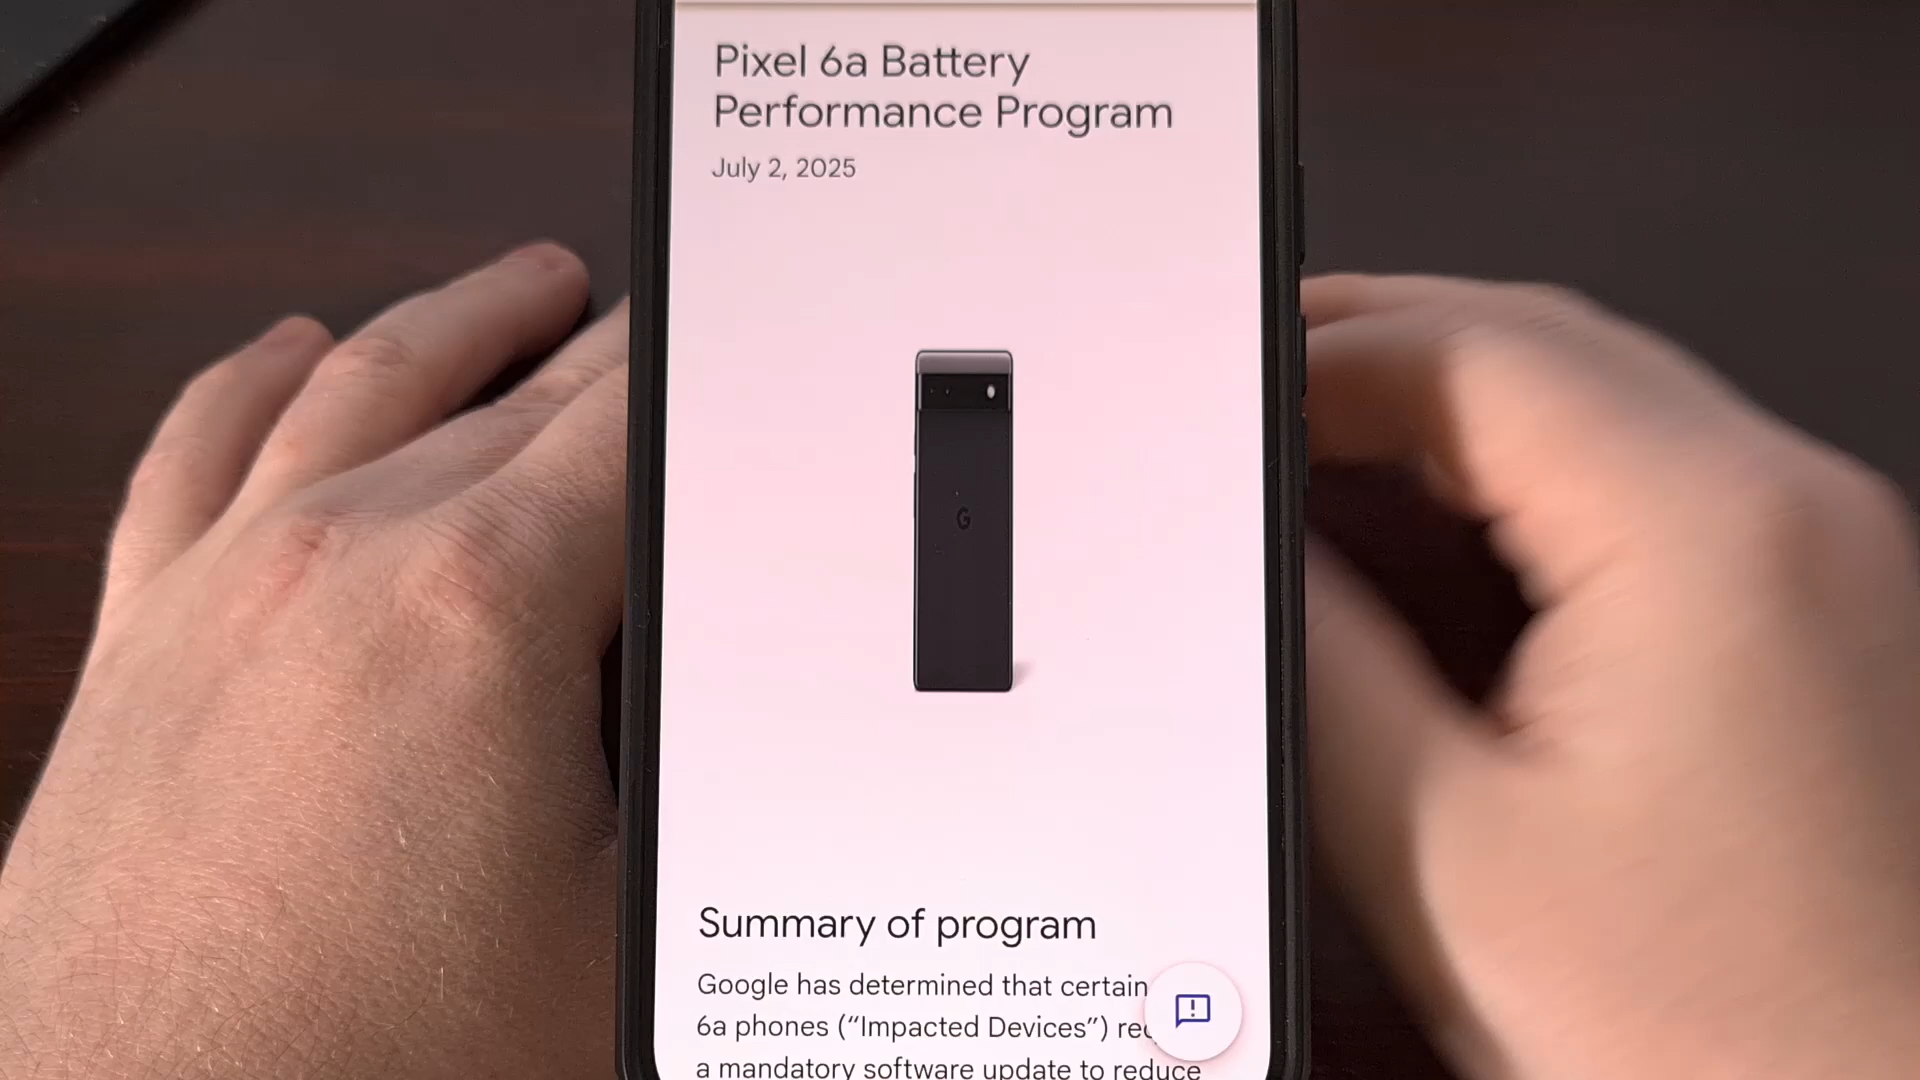 Pixel 6a Battery
Performance Program
July 2, 2025
G
Summary of program
Google has determined that certain
6a phones (“Impacted Devices”)
a mandatory software update to reduce